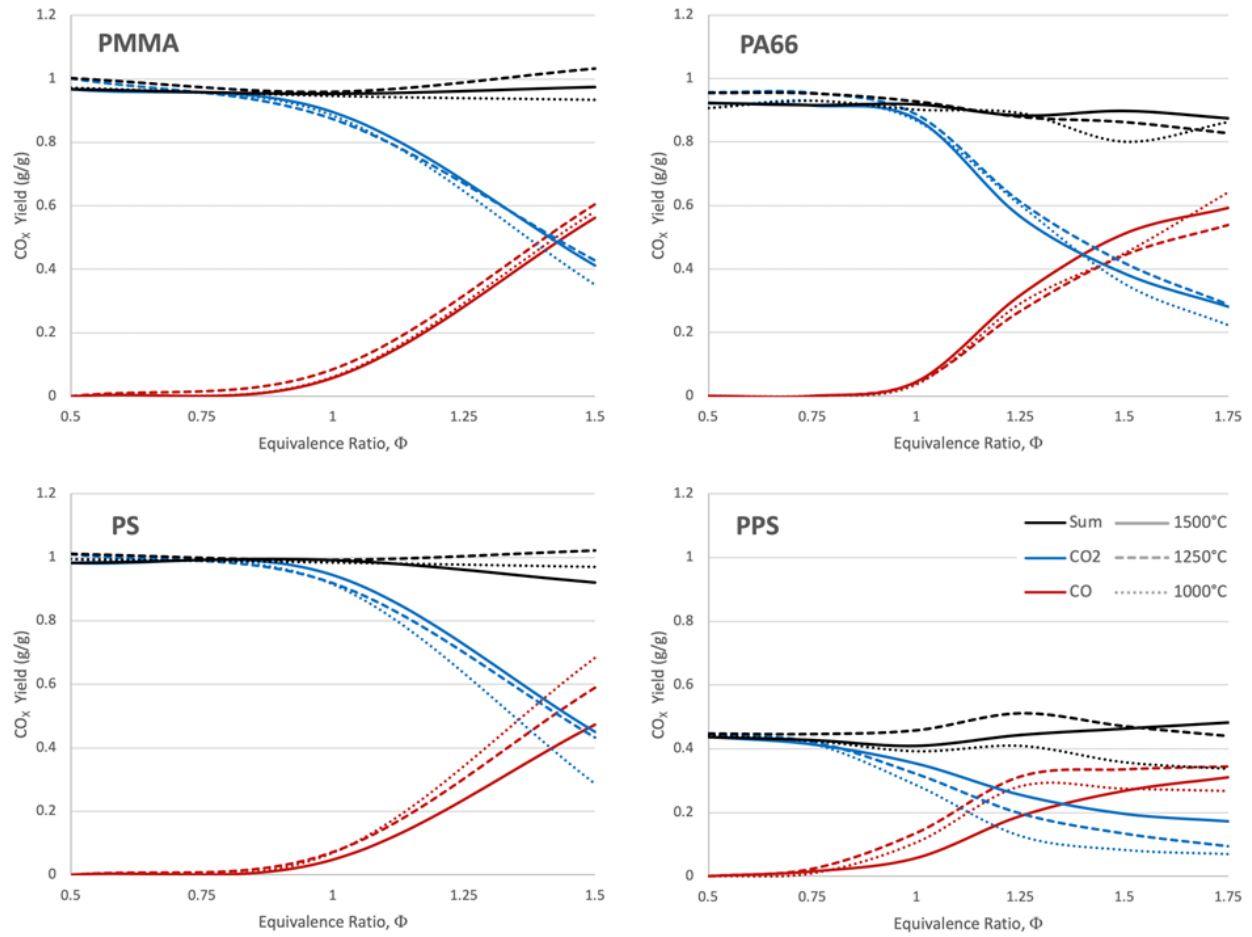 PMMA
1.2
1
0.8
0.6
0.4
0.2
0
COX Yield (g/g)
0.5
0.75
1
1.25
1.5
Equivalence Ratio, Φ
PA66
1.2
1
0.8
0.6
0.4
0.2
0
COX Yield (g/g)
0.5
0.75
1
1.25
1.5
1.75
Equivalence Ratio, Φ
PS
1.2
1
0.8
0.6
0.4
0.2
0
COX Yield (g/g)
0.5
0.75
1
1.25
1.5
Equivalence Ratio, Φ
PPS
Sum
1500°C
CO2
1250°C
CO
1000°C
1.2
1
0.8
0.6
0.4
0.2
0
COX Yield (g/g)
0.5
0.75
1
1.25
1.5
1.75
Equivalence Ratio, Φ